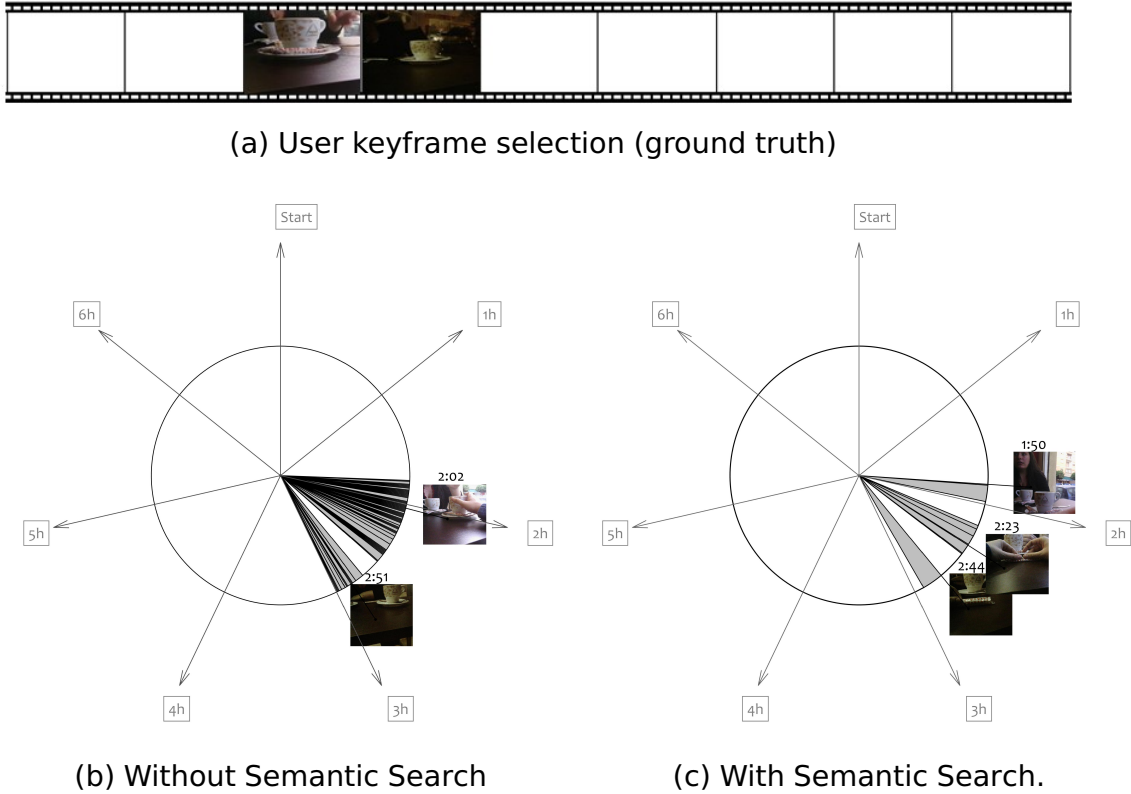 (a) User keyframe selection (ground truth)
Start
1h
2h
3h
4h
5h
6h
2:02
2:51
(b) Without Semantic Search
Start
1h
2h
3h
4h
5h
6h
1:50
2:23
2:44
(c) With Semantic Search.